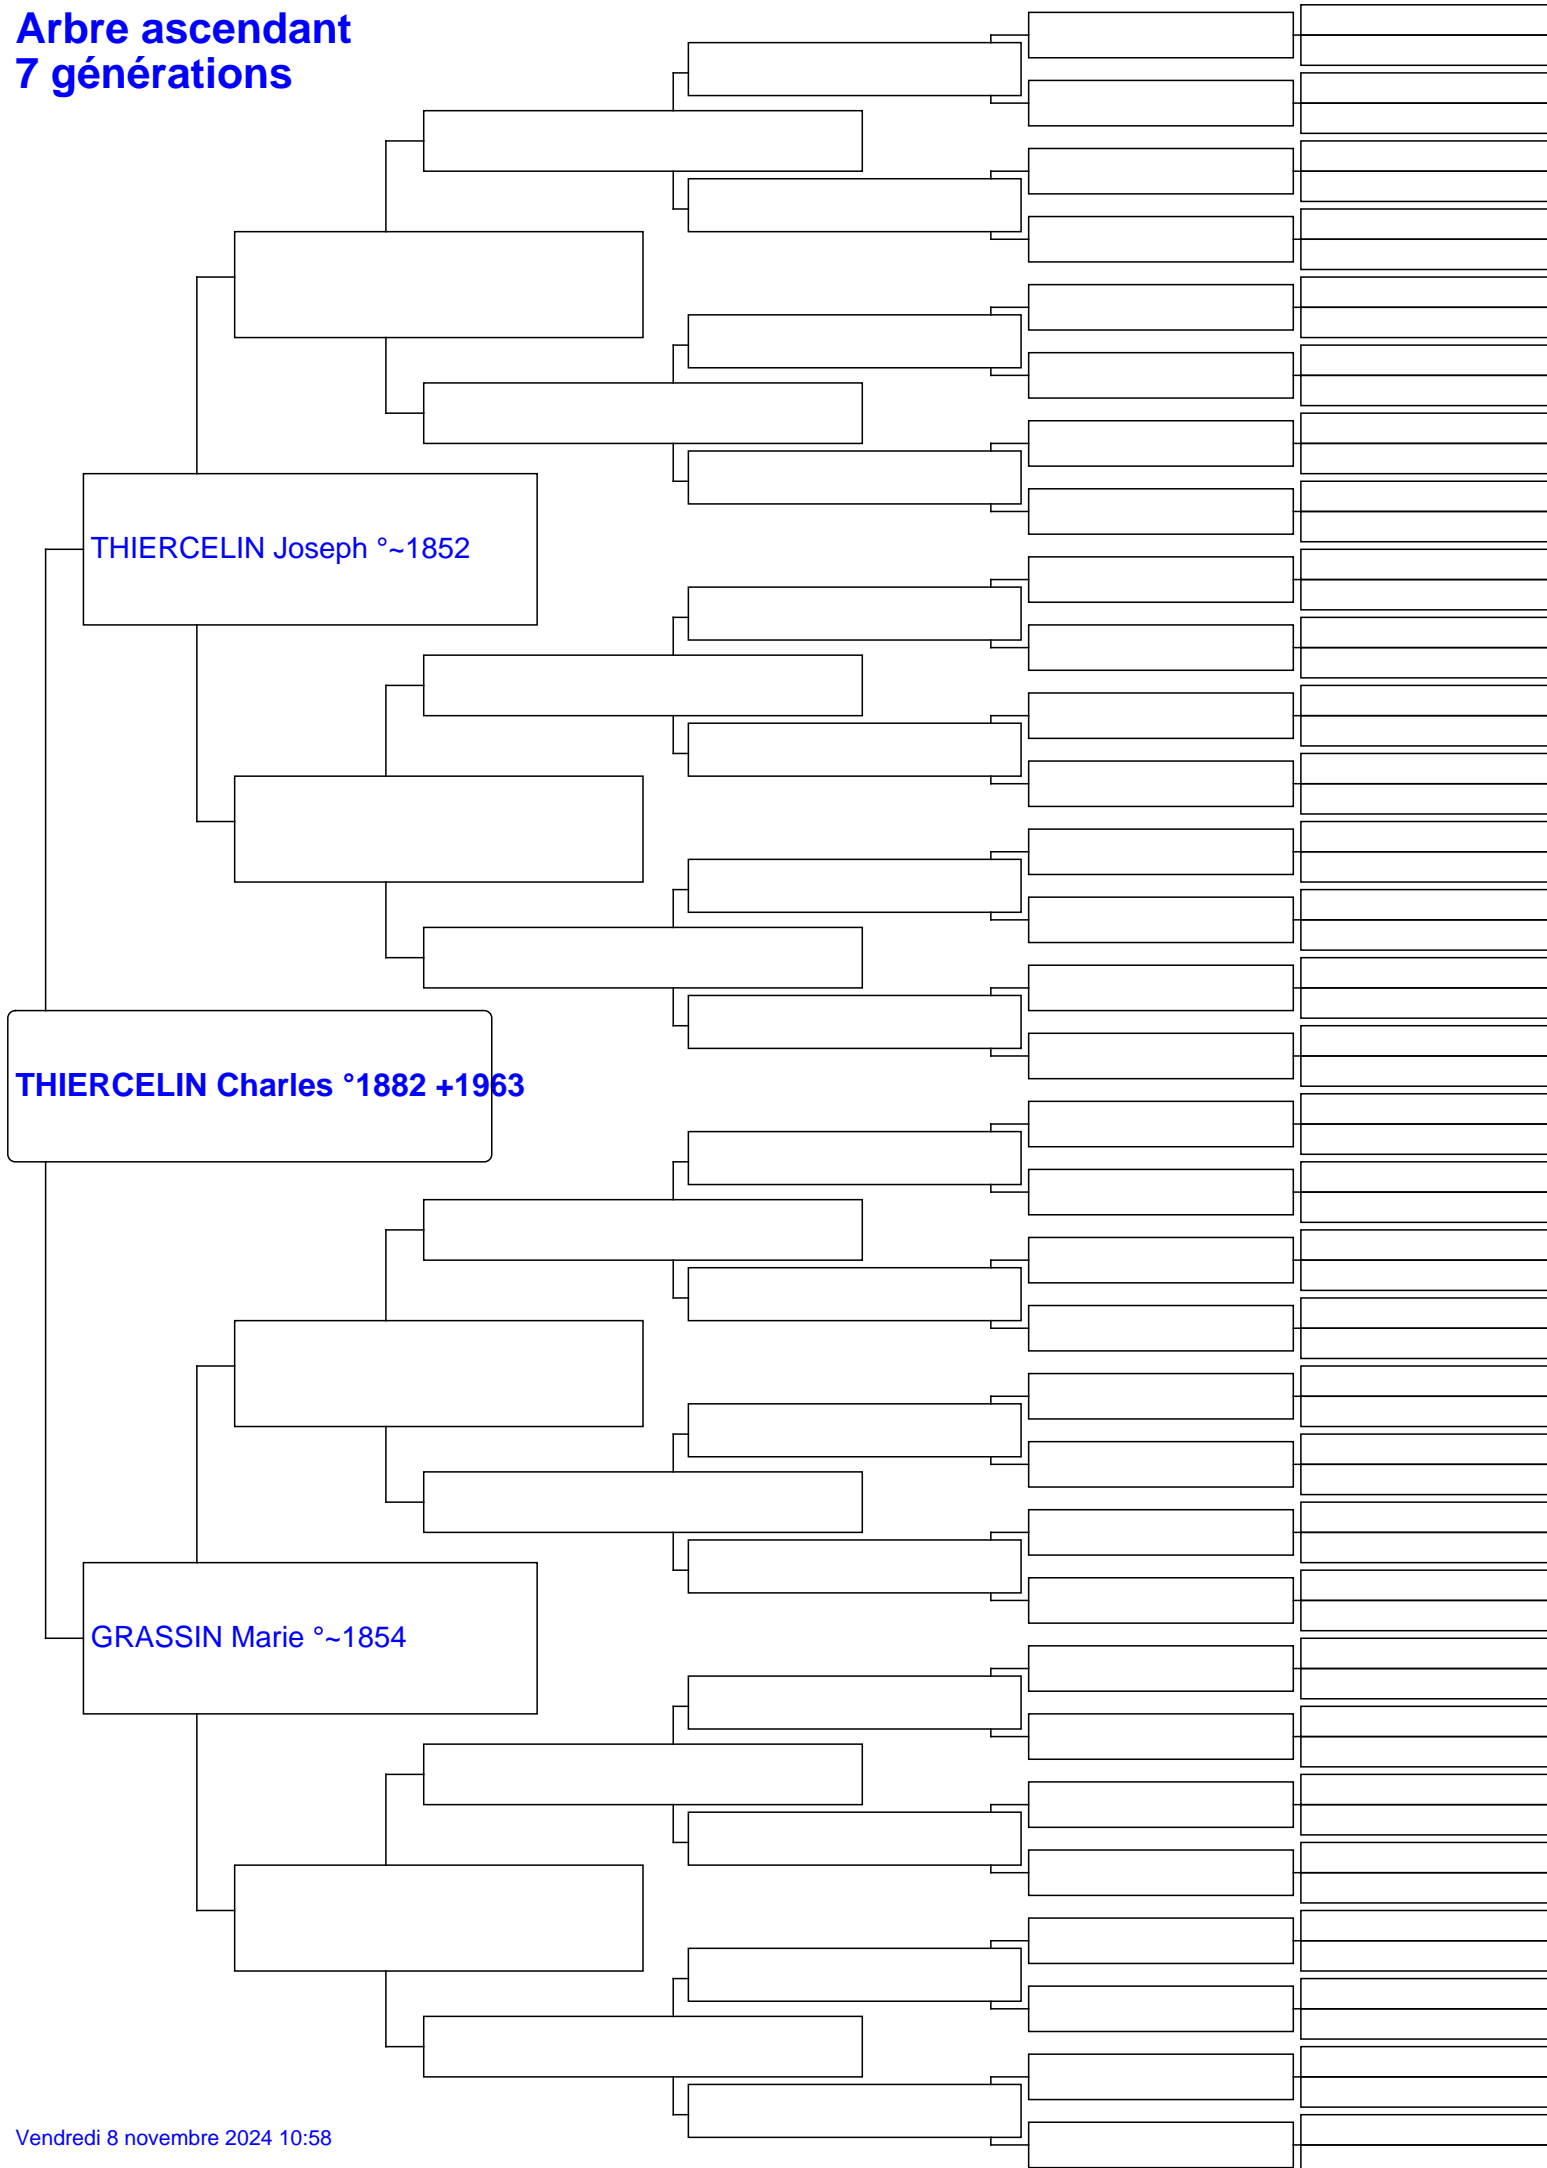 Arbre ascendant
7 générations
THIERCELIN Joseph °~1852
THIERCELIN Charles °1882 +1963
GRASSIN Marie °~1854
Vendredi 8 novembre 2024 10:58